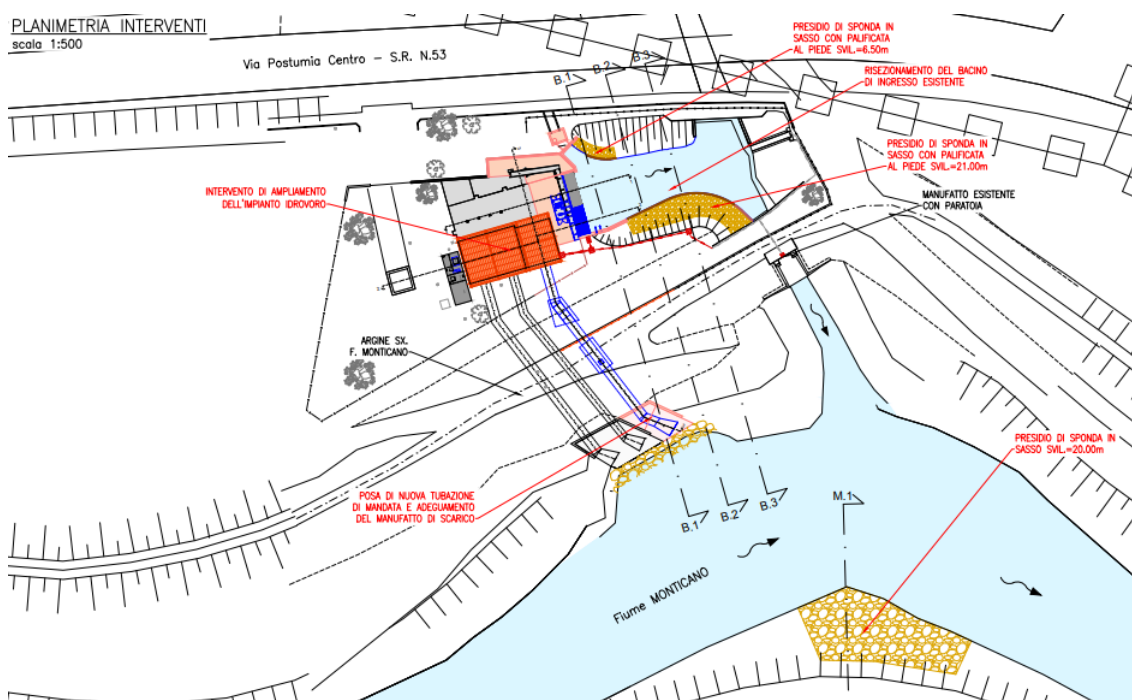 PLANIMETRIA INTERVENTI
scala 1:500
Via Postumia Centro – S.R. N.53
PRESIDIO DI SPONDA IN
SASSO CON PALIFICATA
AL PIEDE SVIL.=6.50m
B.1
B.2
B.3
RISEZIONAMENTO DEL BACINO
DI INGRESSO ESISTENTE
PRESIDIO DI SPONDA IN
SASSO CON PALIFICATA
AL PIEDE SVIL.=21.00m
INTERVENTO DI AMPLIAMENTO
DELL'IMPIANTO IDROVORO
MANUFATTO ESISTENTE
CON PARATOIA
ARGINE SX.
F. MONTICANO
PRESIDIO DI SPONDA IN
SASSO SVIL.=20.00m
POSA DI NUOVA TUBAZIONE
DI MANDATA E ADEGUAMENTO
DEL MANUFATTO DI SCARICO
B.1
B.2
B.3
M.1
Fiume MONTICANO